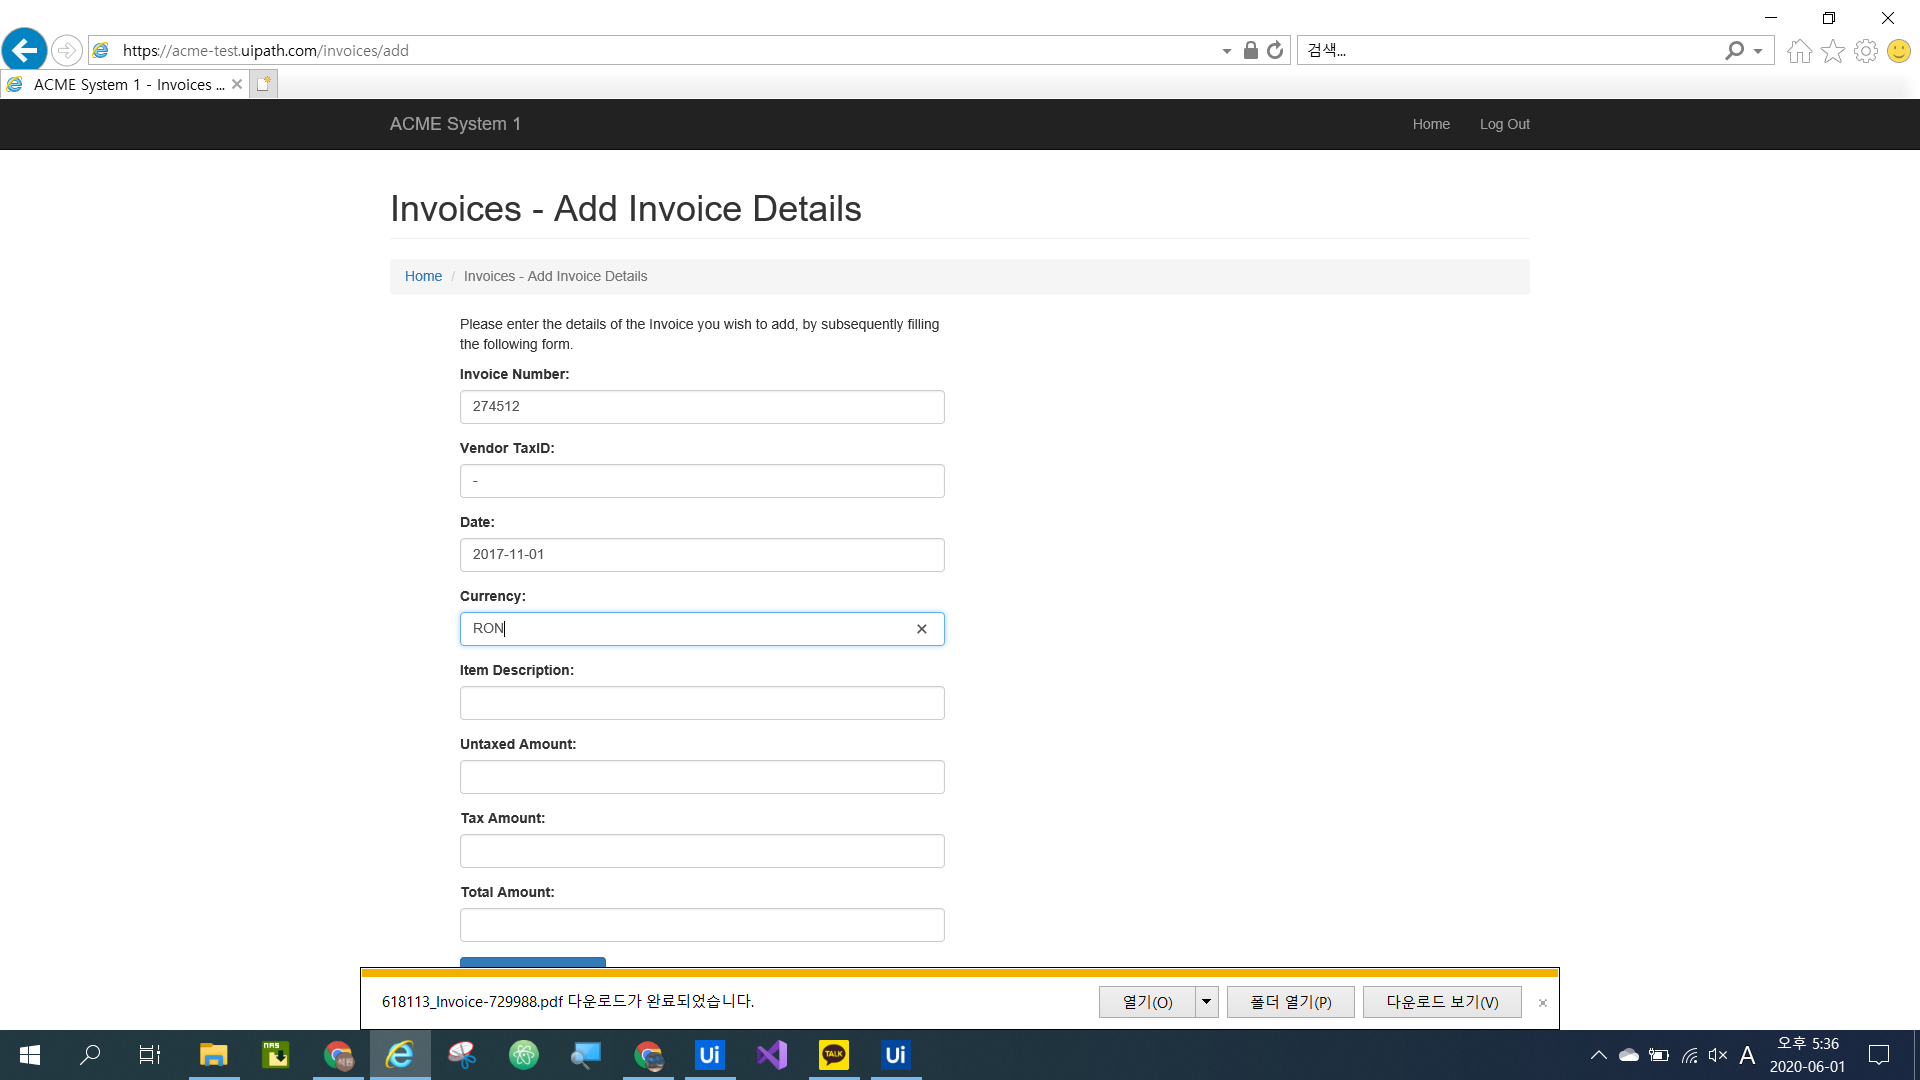 https://acme-test.uipath.com/invoices/add
검색...
ACME System 1 - Invoices ...
ACME System 1
Home
Log Out
Invoices - Add Invoice Details
Home / Invoices - Add Invoice Details
Please enter the details of the Invoice you wish to add, by subsequently filling
the following form.
Invoice Number:
274512
Vendor TaxID:
-
Date:
2017-11-01
Currency:
RON
Item Description:
Untaxed Amount:
Tax Amount:
Total Amount:
618113_Invoice-729988.pdf 다운로드가 완료되었습니다.
열기(O)
폴더 열기(P)
다운로드 보기(V)
NAS
Ui
TALK
Ui
A
오후 5:36
2020-06-01